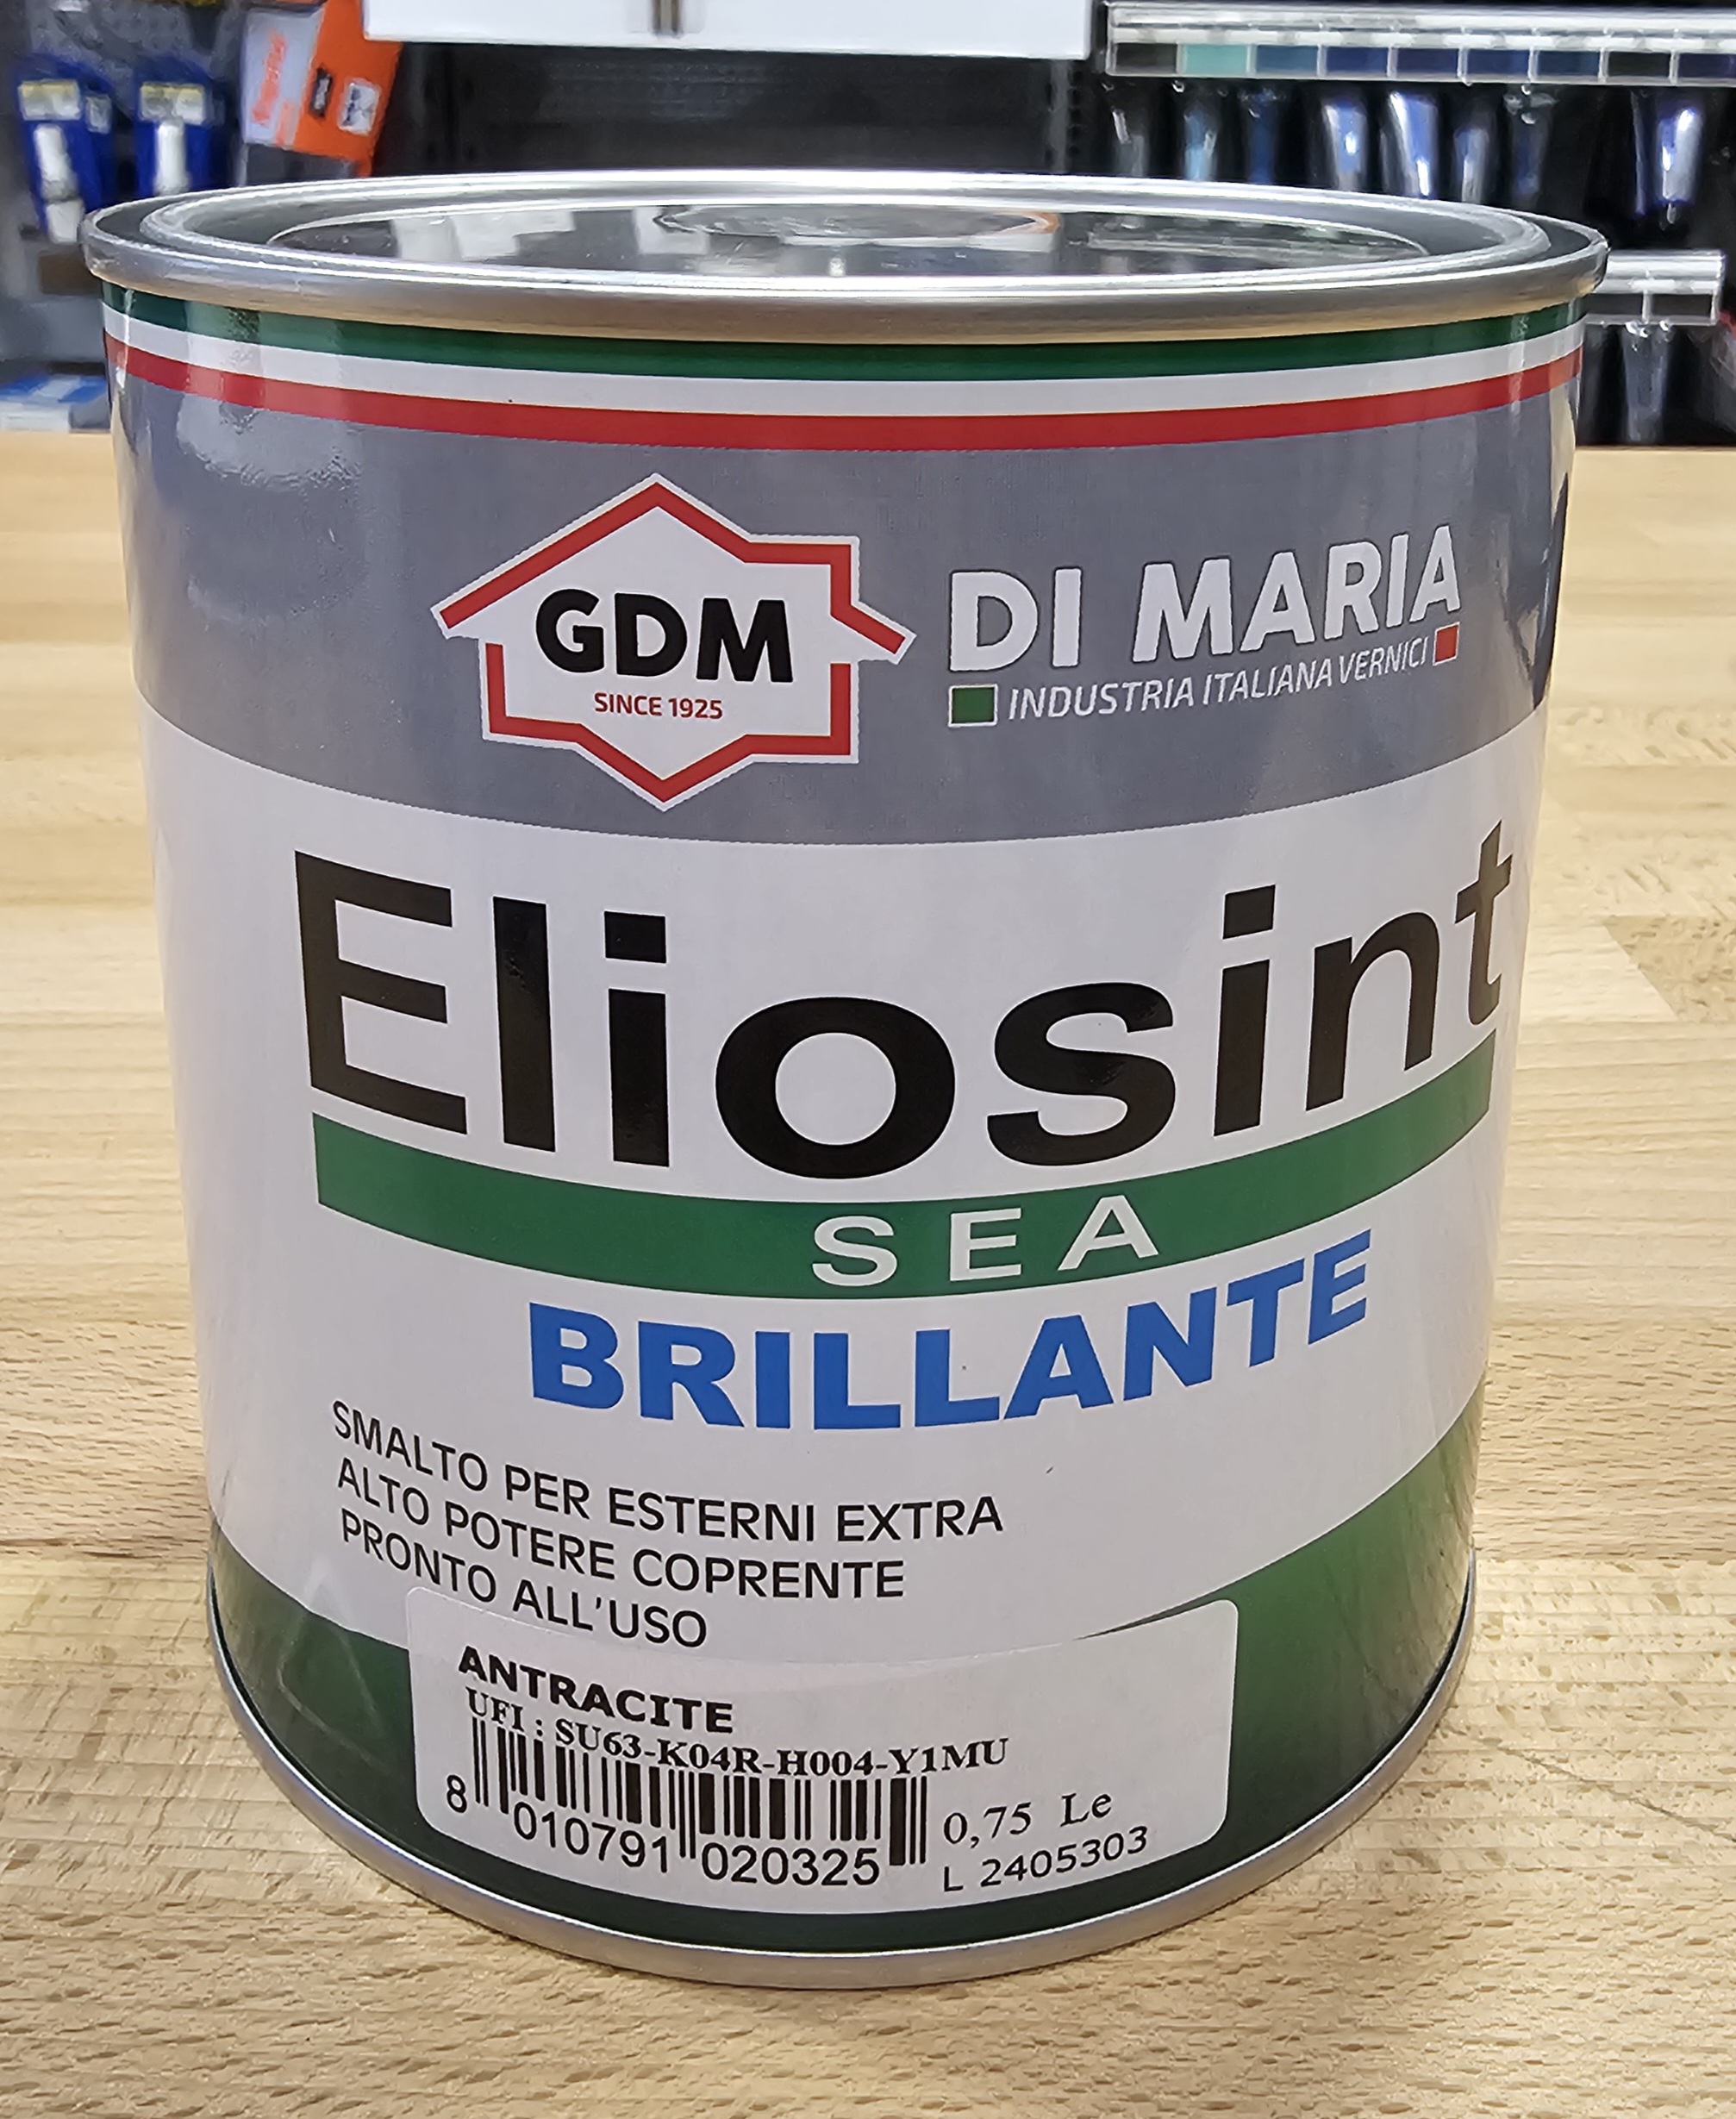 GDM
SINCE 1925
DI MARIA
INDUSTRIA ITALIANA VERNICI
Eliosint
SEA
BRILLANTE
SMALTO PER ESTERNI EXTRA
ALTO POTERE COPRENTE
PRONTO ALL'USO
ANTRACITE
UFI : SU63-K04R-H004-Y1MU
8 010791 020325
0,75 Le
L 2405303